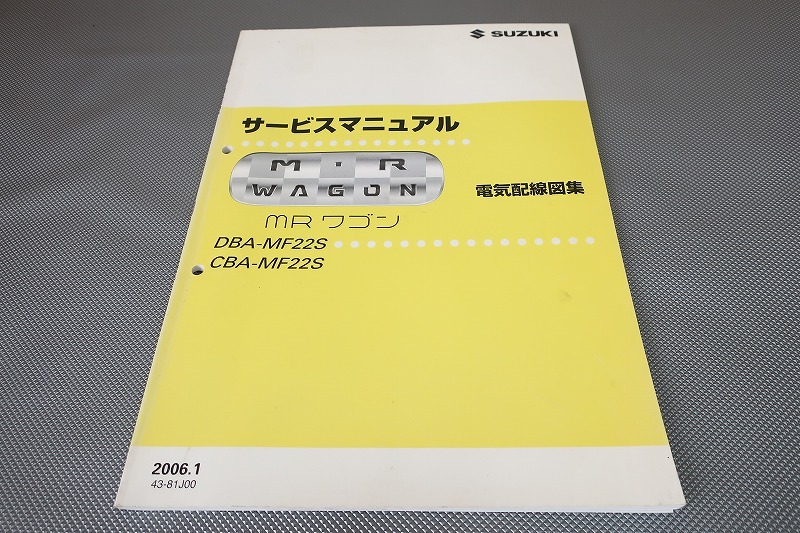 SUZUKI
サービスマニュアル
M・R
WAGON
電気配線図集
MRワゴン
DBA-MF22S
CBA-MF22S
2006.1
43-81J00